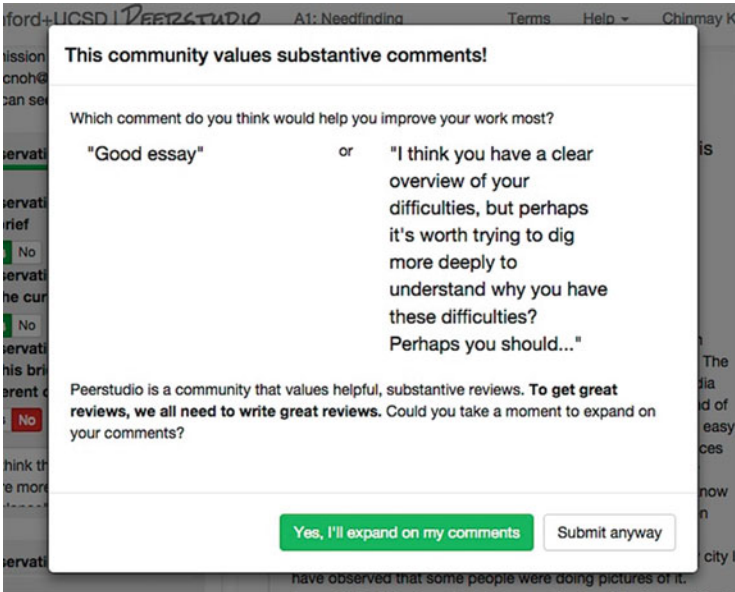 PEERSTUDIO A1: Needfinding Terms Help Chinmay K
This community values substantive comments!
Which comment do you think would help you improve your work most?
"Good essay" or "I think you have a clear
overview of your
difficulties, but perhaps
it's worth trying to dig
more deeply to
understand why you have
these difficulties?
Perhaps you should..."
Peerstudio is a community that values helpful, substantive reviews. To get great
reviews, we all need to write great reviews. Could you take a moment to expand on
your comments?
Yes, I'll expand on my comments Submit anyway
No
No
No
have observed that some people were doing pictures of it.